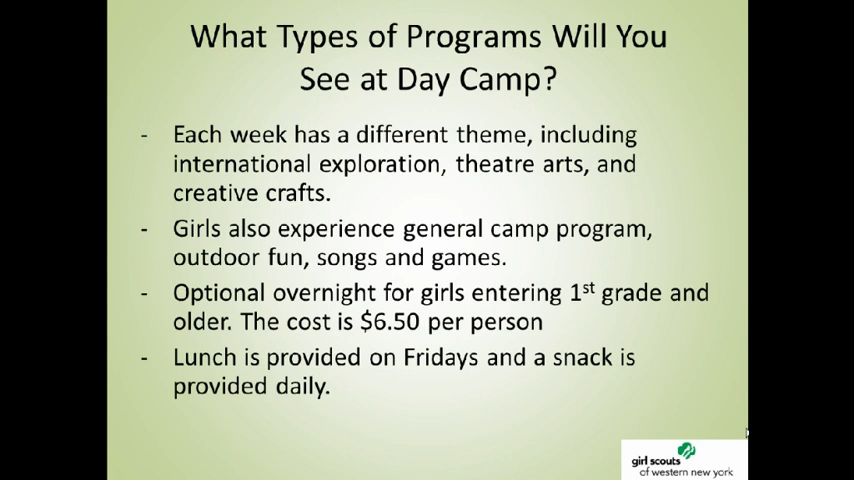 What Types of Programs Will You
See at Day Camp?
- Each week has a different theme, including
international exploration, theatre arts, and
creative crafts.
- Girls also experience general camp program,
outdoor fun, songs and games.
- Optional overnight for girls entering 1st grade and
older. The cost is $6.50 per person
- Lunch is provided on Fridays and a snack is
provided daily.
girl scouts
of western new york